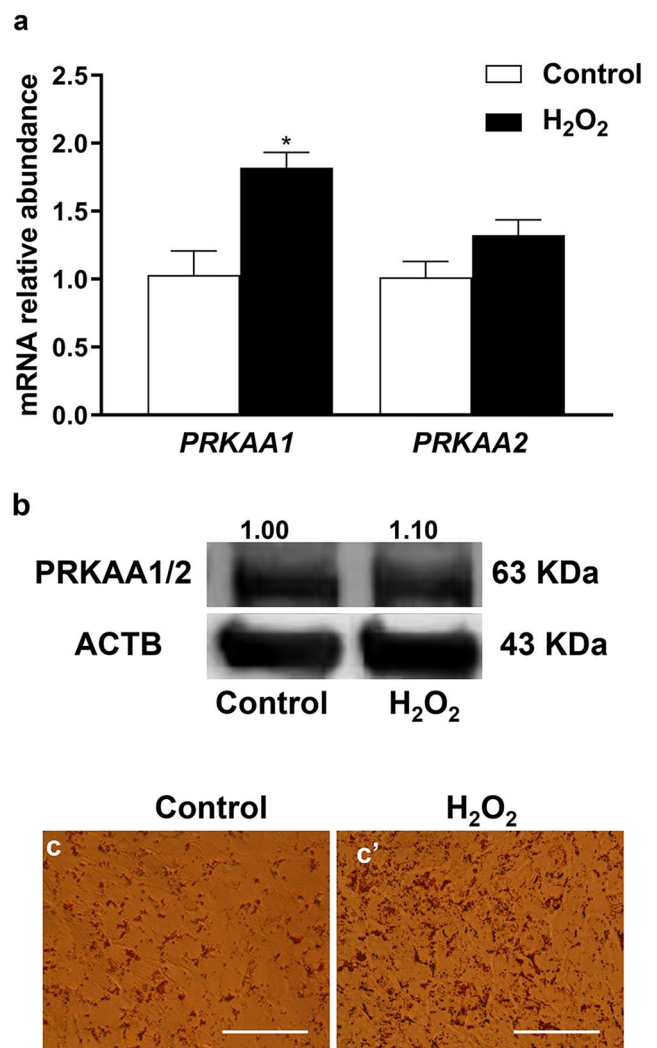 a
mRNA relative abundance
2.5
2.0
1.5
1.0
0.5
0.0
Control
H₂O₂
*
PRKAA1 PRKAA2
b
1.00 1.10
PRKAA1/2 63 KDa
ACTB 43 KDa
Control H₂O₂
Control H₂O₂
c c’